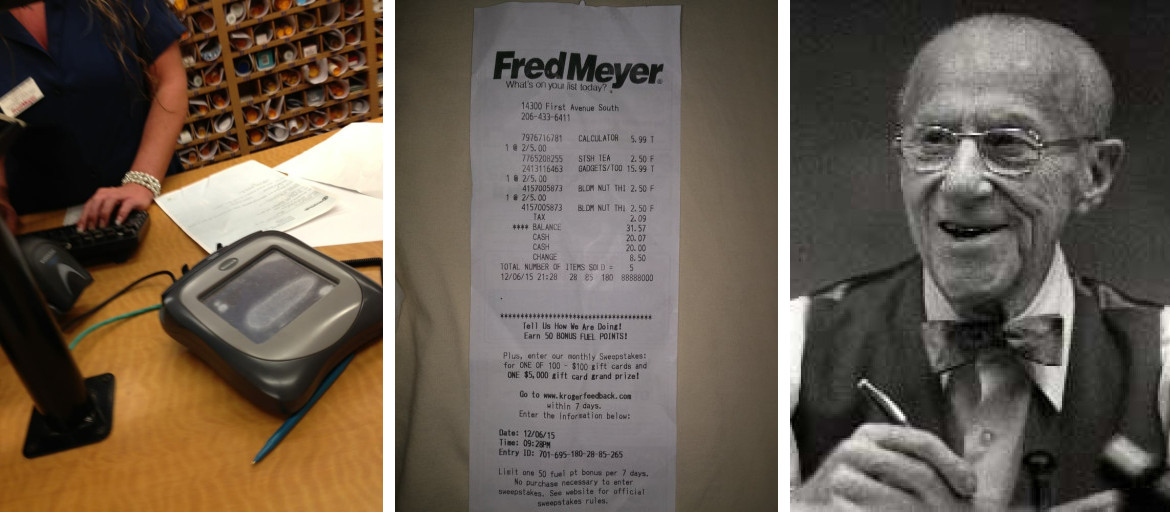 Fred Meyer
What's on your list today?
14300 First Avenue South
206-433-6411
7976716781 CALCULATOR 5.99 T
1 @ 2/5.00
7765208255 STSH TEA 2.50 F
2413116463 GADGETS/TOO 15.99 T
1 @ 2/5.00
4157005873 BLDM NUT THI 2.50 F
1 @ 2/5.00
4157005873 BLDM NUT THI 2.50 F
TAX 2.09
**** BALANCE 31.57
CASH 20.07
CASH 20.00
CHANGE 8.50
TOTAL NUMBER OF ITEMS SOLD = 5
12/06/15 21:28 28 85 180 88888000
************************************
Tell Us How We Are Doing!
Earn 50 BONUS FUEL POINTS!
Plus, enter our monthly Sweepstakes:
for ONE OF 100 - $100 gift cards and
ONE $5,000 gift card grand prize!
Go to www.krogerfeedback.com
within 7 days.
Enter the information below:
Date: 12/06/15
Time: 09:28PM
Entry ID: 701-695-180-28-85-265
Limit one 50 fuel pt bonus per 7 days.
No purchase necessary to enter
sweepstakes. See website for official
sweepstakes rules.